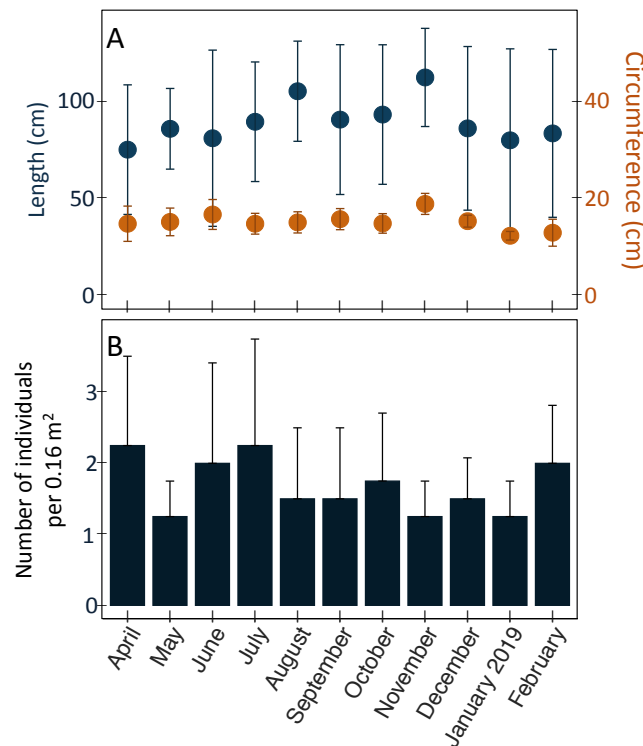 A
Length (cm)
100
50
0
Circumference (cm)
40
20
0
B
Number of individuals
per 0.16 m²
3
2
1
0
April
May
June
July
August
September
October
November
December
January 2019
February